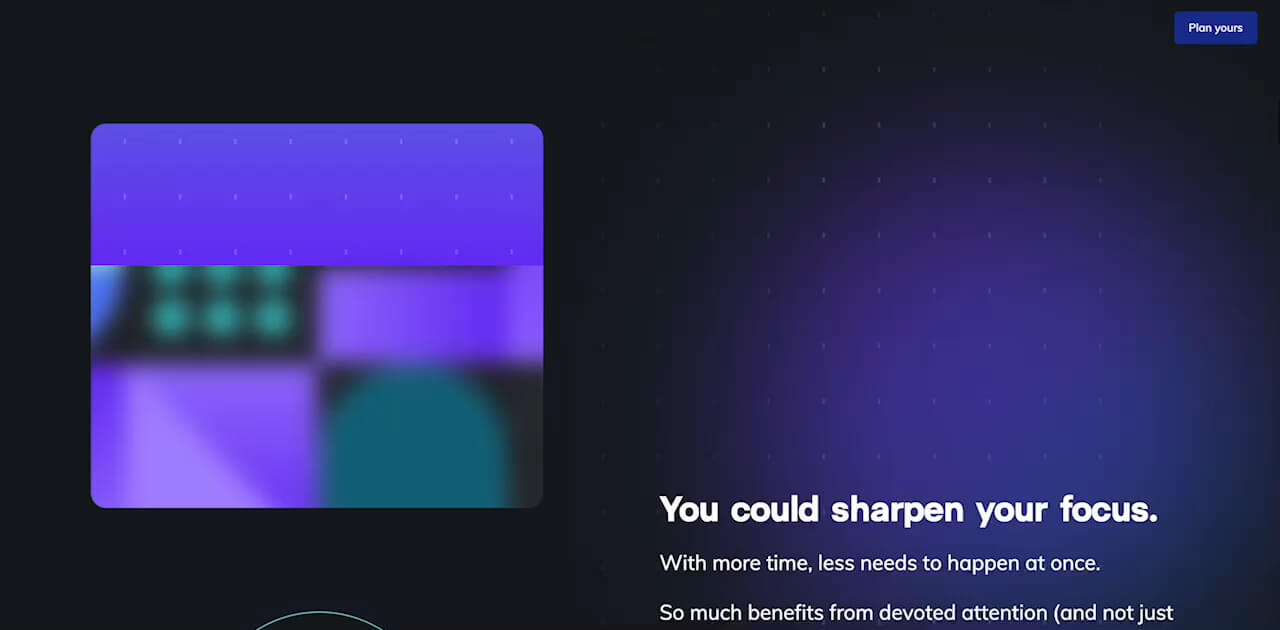 Plan yours
You could sharpen your focus.
With more time, less needs to happen at once.
So much benefits from devoted attention (and not just